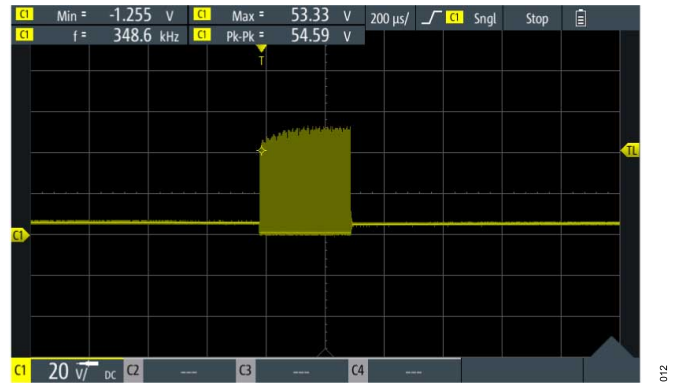 C1 Min = -1.255 V C1 Max = 53.33 V 200 µs/ C1 Sngl Stop
C1 f = 348.6 kHz C1 Pk-Pk = 54.59 V
T
TL
C1
C1 20 V/ DC C2 --- C3 --- C4 ---
012